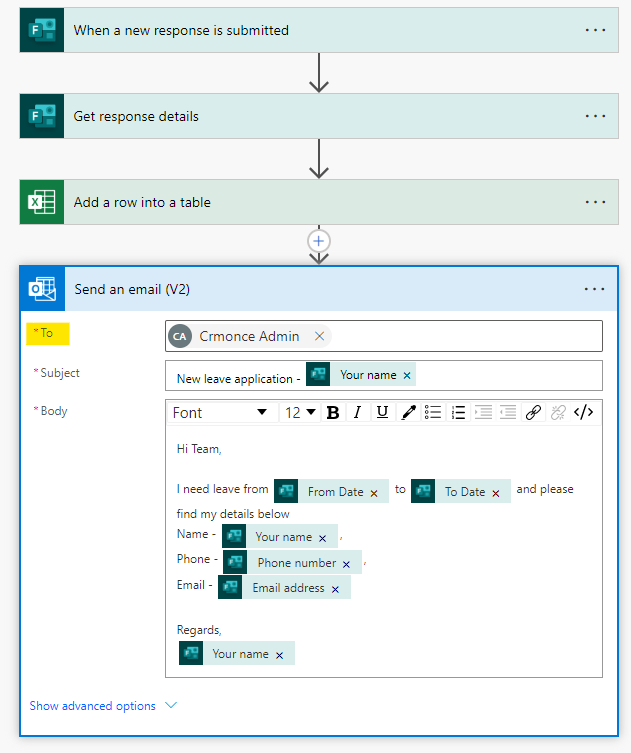 When a new response is submitted
Get response details
Add a row into a table
Send an email (V2)
* To
CA Crmonce Admin ×
* Subject
New leave application - Your name ×
* Body
Font 12 B I U </>
Hi Team,
I need leave from From Date × to To Date × and please
find my details below
Name - Your name × ,
Phone - Phone number × ,
Email - Email address ×
Regards,
Your name ×
Show advanced options